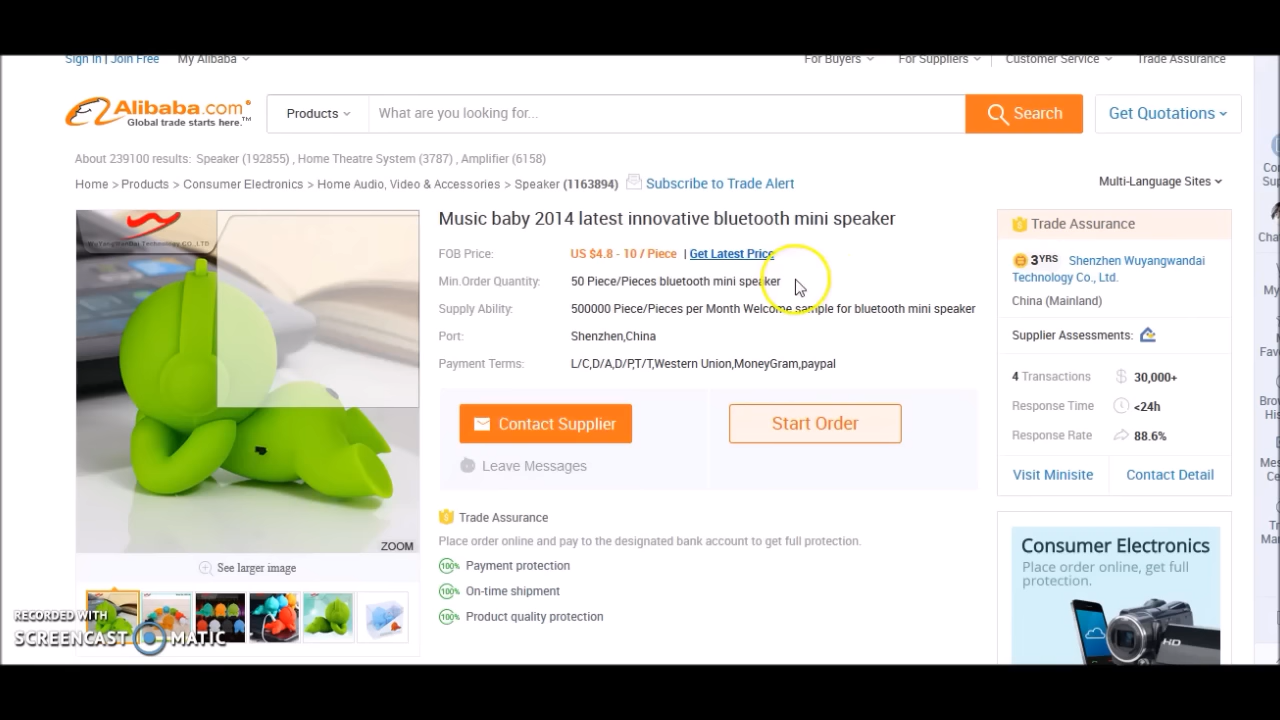 Sign In | Join Free
My Alibaba
For Buyers
For Suppliers
Customer Service
Trade Assurance
Alibaba.com
Global trade starts here.™
Products
What are you looking for...
Search
Get Quotations
About 239100 results: Speaker (192855) , Home Theatre System (3787) , Amplifier (6158)
Home > Products > Consumer Electronics > Home Audio, Video & Accessories > Speaker (1163894)
Subscribe to Trade Alert
Multi-Language Sites
Music baby 2014 latest innovative bluetooth mini speaker
FOB Price: US $4.8 - 10 / Piece | Get Latest Price
Min.Order Quantity: 50 Piece/Pieces bluetooth mini speaker
Supply Ability: 500000 Piece/Pieces per Month Welcome sample for bluetooth mini speaker
Port: Shenzhen,China
Payment Terms: L/C,D/A,D/P,T/T,Western Union,MoneyGram,paypal
Contact Supplier
Start Order
Leave Messages
Trade Assurance
Place order online and pay to the designated bank account to get full protection.
100% Payment protection
100% On-time shipment
100% Product quality protection
ZOOM
See larger image
RECORDED WITH
SCREENCAST MATIC
Trade Assurance
3YRS Shenzhen Wuyangwandai
Technology Co., Ltd.
China (Mainland)
Supplier Assessments:
4 Transactions $ 30,000+
Response Time <24h
Response Rate 88.6%
Visit Minisite
Contact Detail
Consumer Electronics
Place order online, get full
protection.
HD